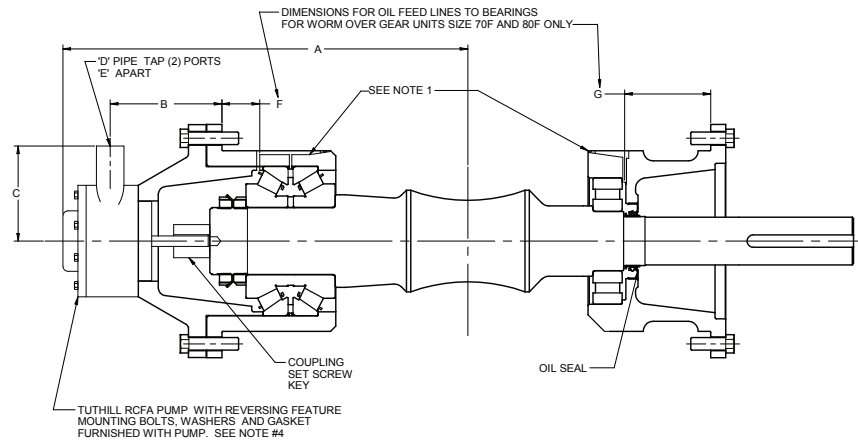 DIMENSIONS FOR OIL FEED LINES TO BEARINGS
FOR WORM OVER GEAR UNITS SIZE 70F AND 80F ONLY
A
'D' PIPE TAP (2) PORTS
'E' APART
B
F
SEE NOTE 1
G
C
COUPLING
SET SCREW
KEY
OIL SEAL
TUTHILL RCFA PUMP WITH REVERSING FEATURE
MOUNTING BOLTS, WASHERS AND GASKET
FURNISHED WITH PUMP. SEE NOTE #4